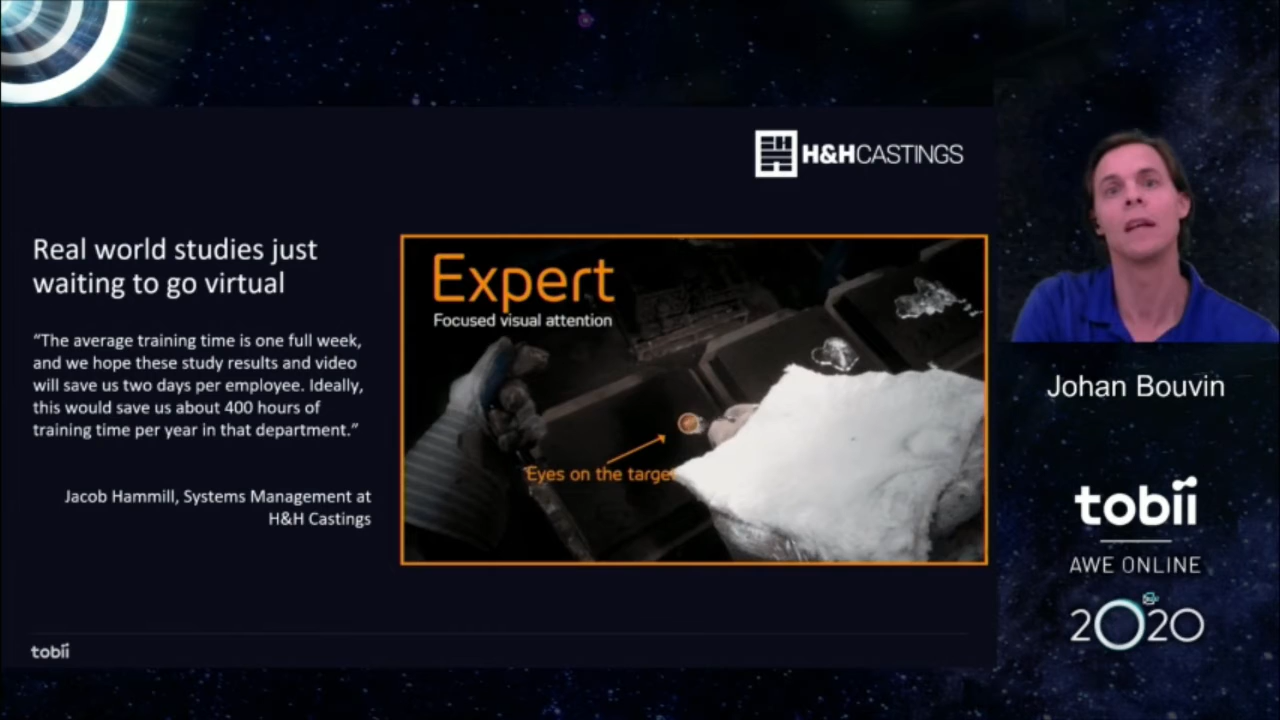 H&HCASTINGS
Real world studies just
waiting to go virtual
“The average training time is one full week,
and we hope these study results and video
will save us two days per employee. Ideally,
this would save us about 400 hours of
training time per year in that department.”
Jacob Hammill, Systems Management at
H&H Castings
Expert
Focused visual attention
Eyes on the target
tobii
Johan Bouvin
tobii
AWE ONLINE
2020